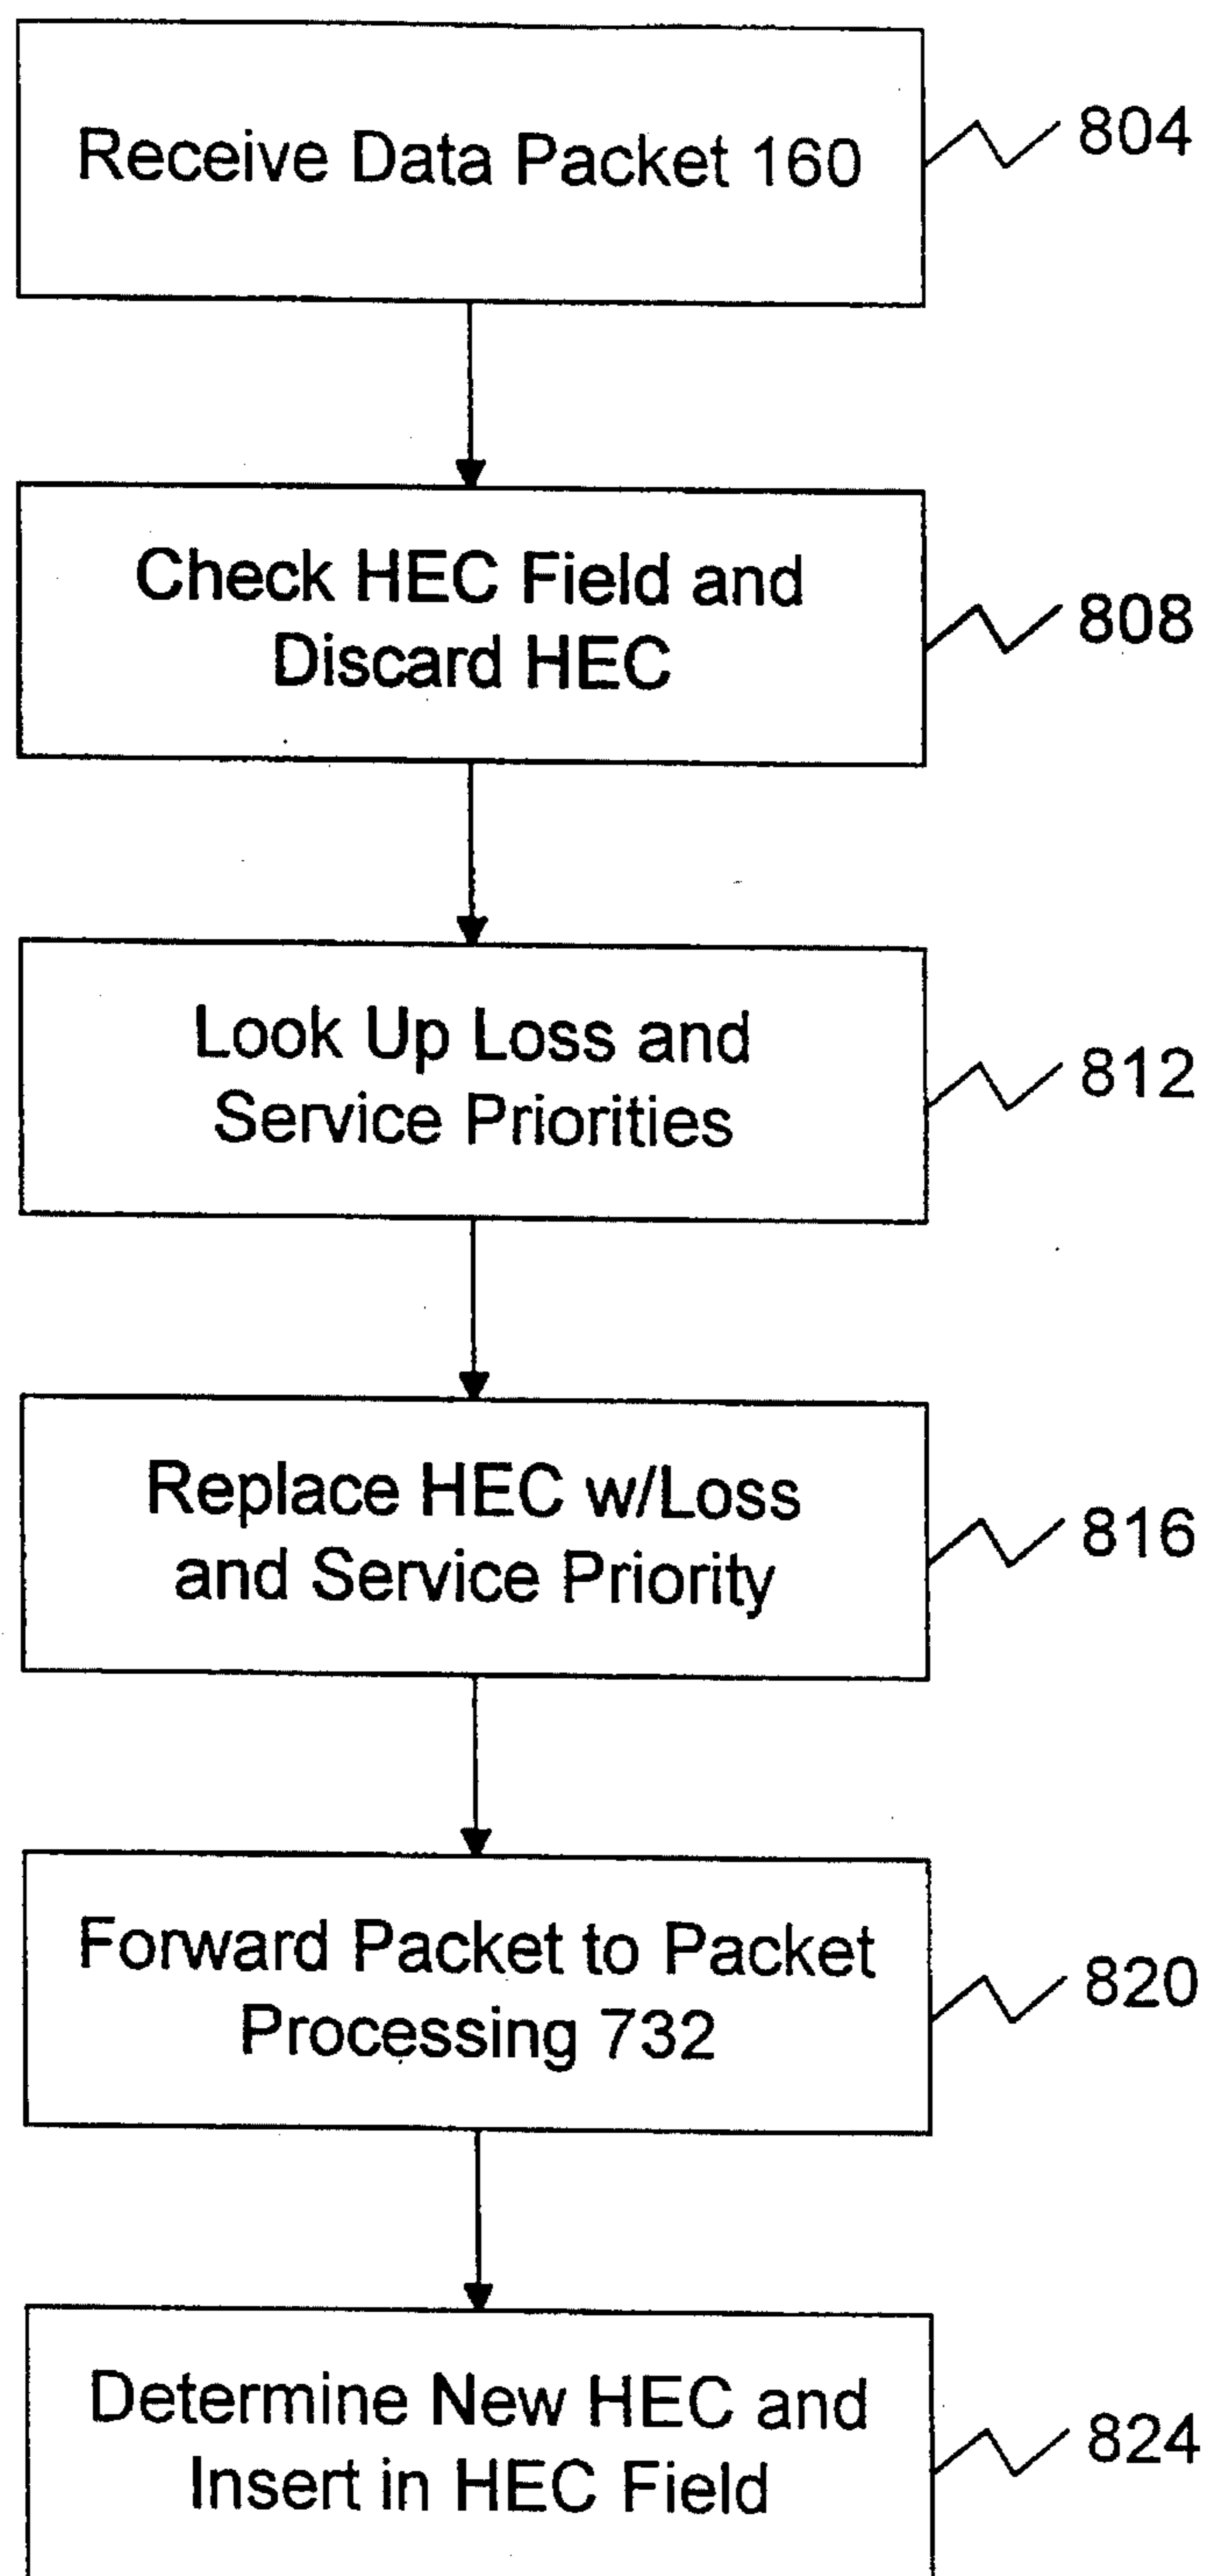 Receive Data Packet 160
804
Check HEC Field and
Discard HEC
808
Look Up Loss and
Service Priorities
812
Replace HEC w/Loss
and Service Priority
816
Forward Packet to Packet
Processing 732
820
Determine New HEC and
Insert in HEC Field
824